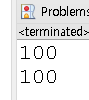 Problems
<terminated>
100
100